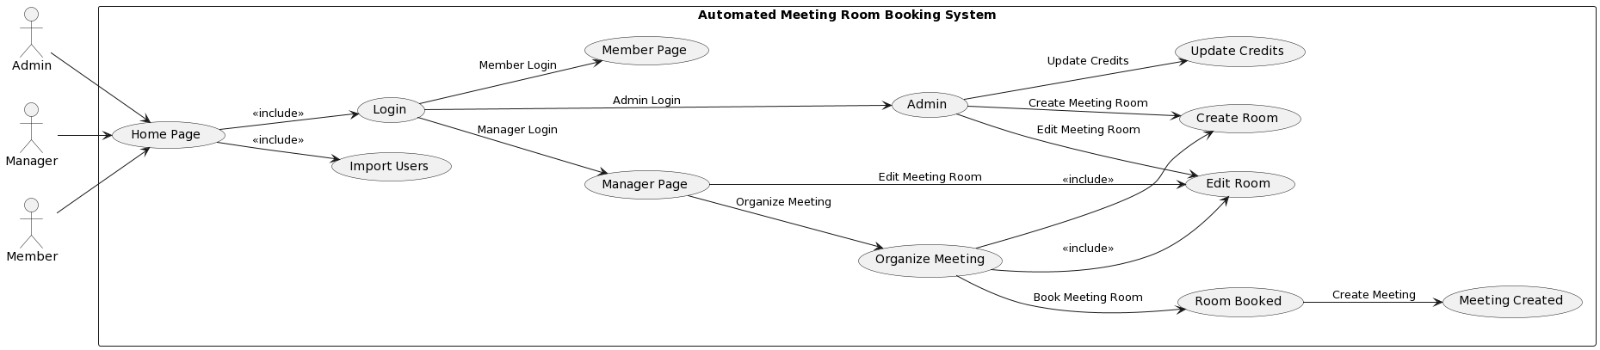 Automated Meeting Room Booking System
Admin
Manager
Member
Home Page
«include»
«include»
Login
Import Users
Member Login
Admin Login
Manager Login
Member Page
Manager Page
Admin
Edit Meeting Room
Organize Meeting
Organize Meeting
Update Credits
Create Meeting Room
Edit Meeting Room
«include»
«include»
Book Meeting Room
Update Credits
Create Room
Edit Room
Room Booked
Create Meeting
Meeting Created